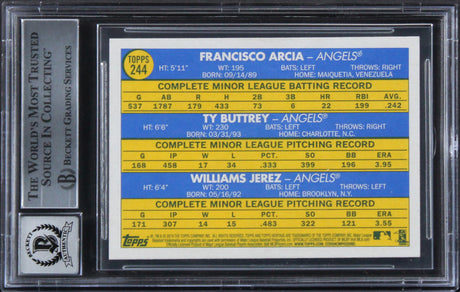 THE WORLD'S MOST TRUSTED
SOURCE IN COLLECTING™
BECKETT GRADING SERVICES
BECKETT
AUTHENTIC
TOPPS
244
FRANCISCO ARCIA – ANGELS®
HT: 5'11" WT: 195 BATS: LEFT THROWS: RIGHT
BORN: 09/14/89 HOME: MAIQUETIA, VENEZUELA
COMPLETE MINOR LEAGUE BATTING RECORD
G AB R H 2B 3B HR RBI AVG.
537 1787 179 433 73 6 22 199 .242
TY BUTTREY – ANGELS®
HT: 6'6" WT: 230 BATS: LEFT THROWS: RIGHT
BORN: 03/31/93 HOME: CHARLOTTE, N.C.
COMPLETE MINOR LEAGUE PITCHING RECORD
G IP W L PCT. SO BB ERA
168 458 17 34 .333 399 196 3.95
WILLIAMS JEREZ – ANGELS®
HT: 6'4" WT: 200 BATS: LEFT THROWS: LEFT
BORN: 05/16/92 HOME: BROOKLYN, N.Y.
COMPLETE MINOR LEAGUE PITCHING RECORD
G IP W L PCT. SO BB ERA
171 307 14 15 .483 322 121 3.55
Topps